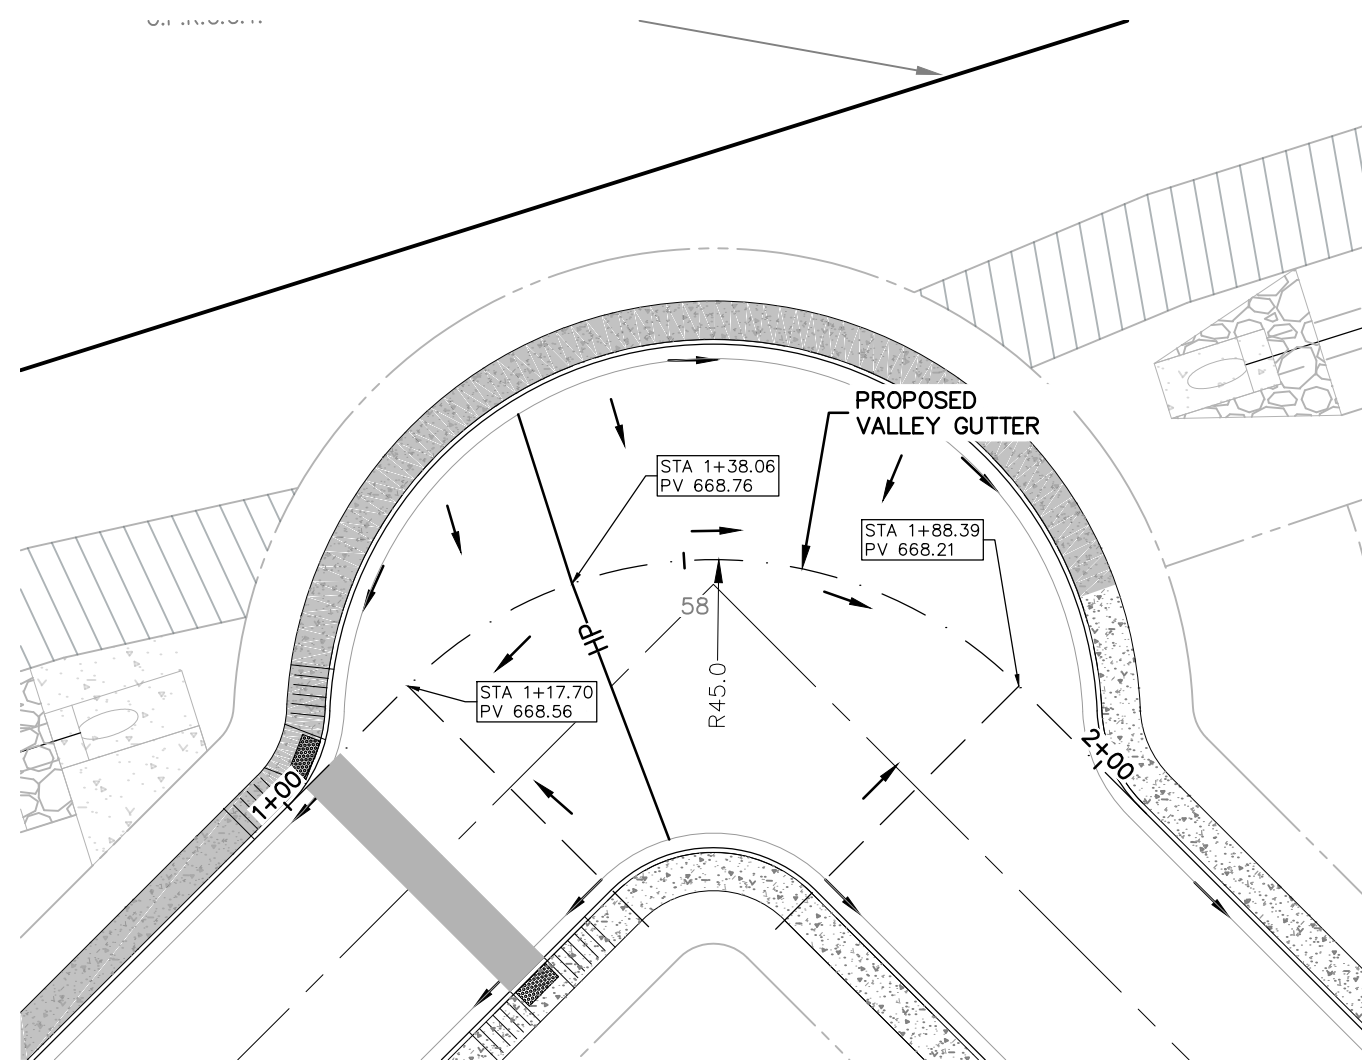 PROPOSED
VALLEY GUTTER
STA 1+38.06
PV 668.76
STA 1+88.39
PV 668.21
58
HP
R45.0
STA 1+17.70
PV 668.56
2+00
1+00